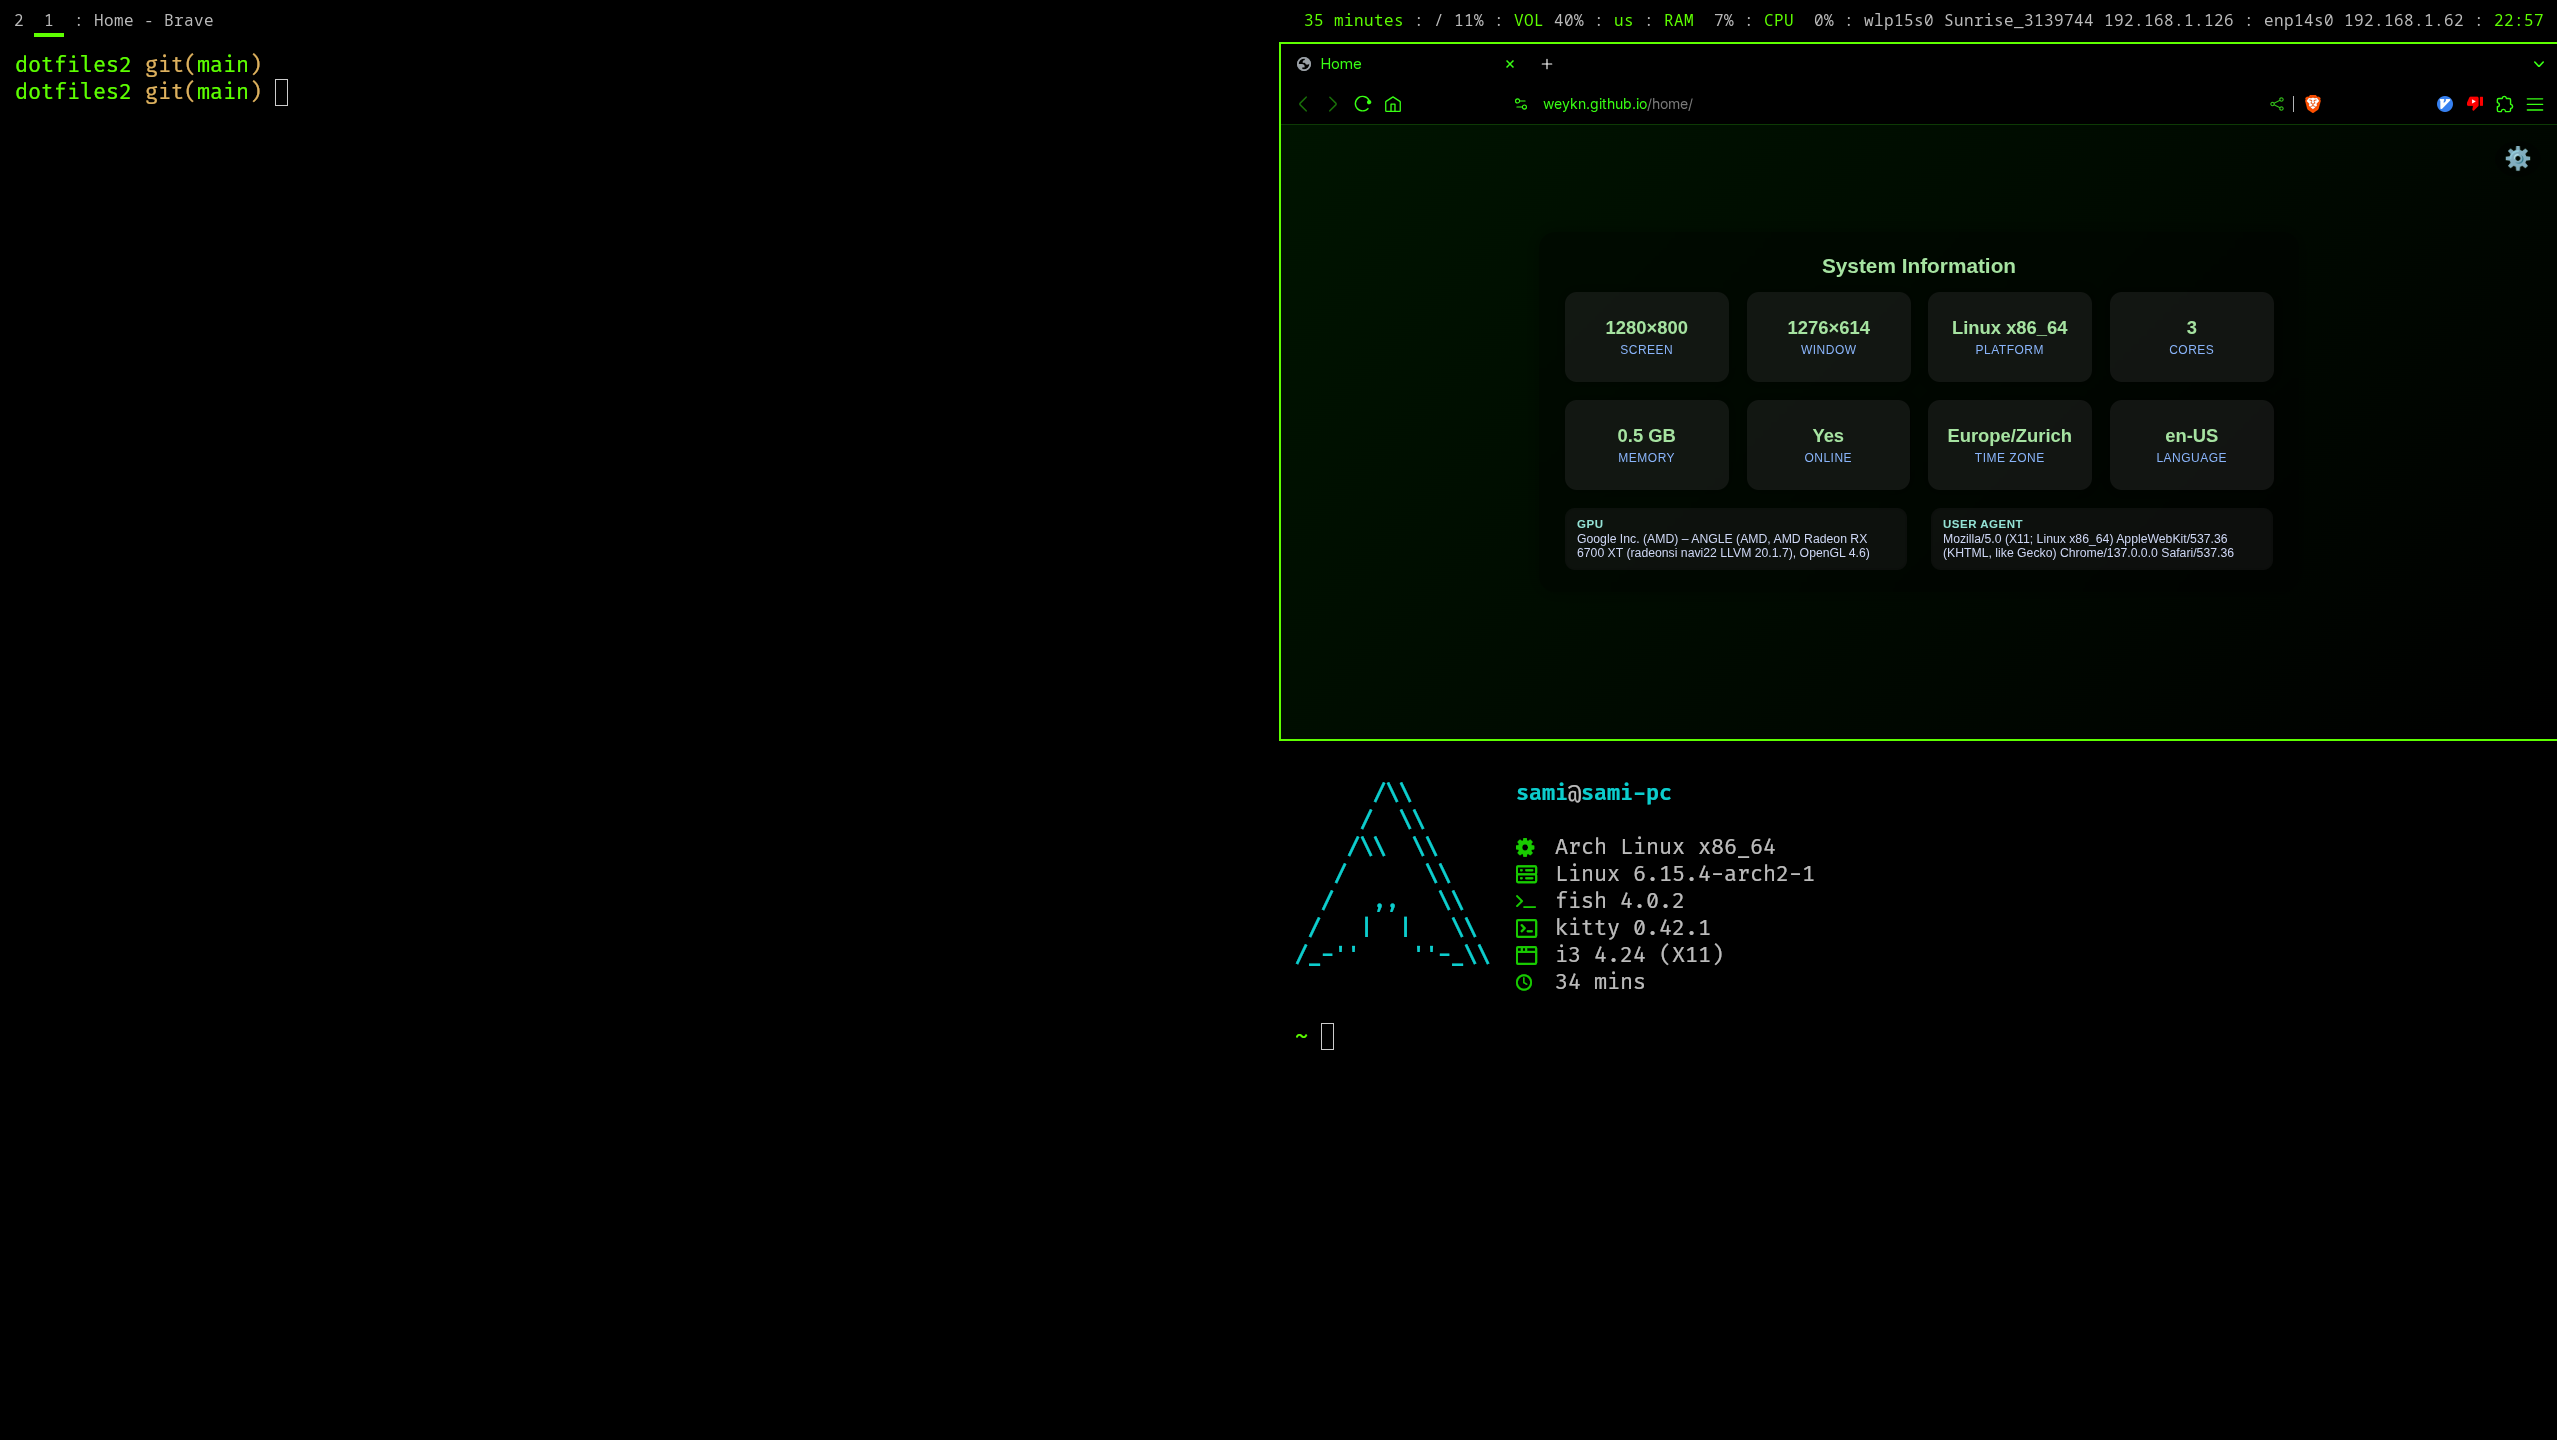 2 1 : Home - Brave
35 minutes : / 11% : VOL 40% : us : RAM 7% : CPU 0% : wlp15s0 Sunrise_3139744 192.168.1.126 : enp14s0 192.168.1.62 : 22:57
dotfiles2 git(main)
dotfiles2 git(main)
Home
weykn.github.io/home/
System Information
1280×800
SCREEN
1276×614
WINDOW
Linux x86_64
PLATFORM
3
CORES
0.5 GB
MEMORY
Yes
ONLINE
Europe/Zurich
TIME ZONE
en-US
LANGUAGE
GPU
Google Inc. (AMD) – ANGLE (AMD, AMD Radeon RX
6700 XT (radeonsi navi22 LLVM 20.1.7), OpenGL 4.6)
USER AGENT
Mozilla/5.0 (X11; Linux x86_64) AppleWebKit/537.36
(KHTML, like Gecko) Chrome/137.0.0.0 Safari/537.36
sami@sami-pc
Arch Linux x86_64
Linux 6.15.4-arch2-1
fish 4.0.2
kitty 0.42.1
i3 4.24 (X11)
34 mins
~